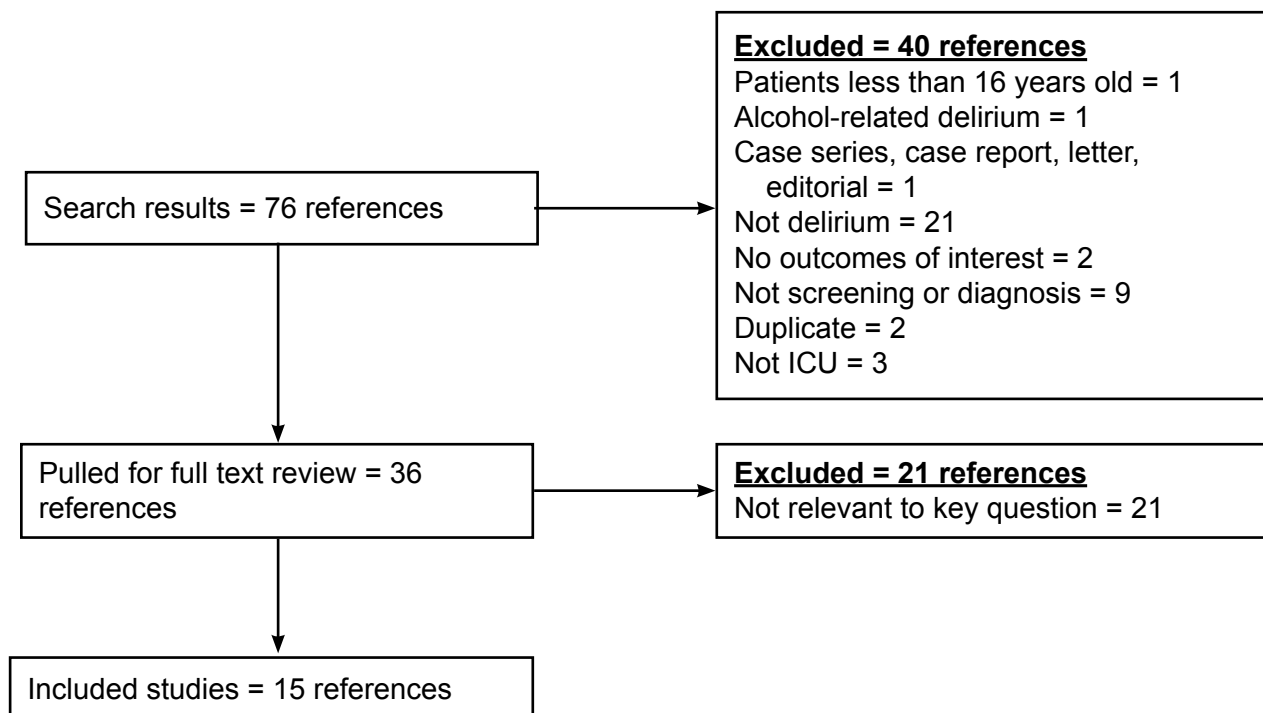 Search results = 76 references
Excluded = 40 references
Patients less than 16 years old = 1
Alcohol-related delirium = 1
Case series, case report, letter,
editorial = 1
Not delirium = 21
No outcomes of interest = 2
Not screening or diagnosis = 9
Duplicate = 2
Not ICU = 3
Pulled for full text review = 36
references
Excluded = 21 references
Not relevant to key question = 21
Included studies = 15 references